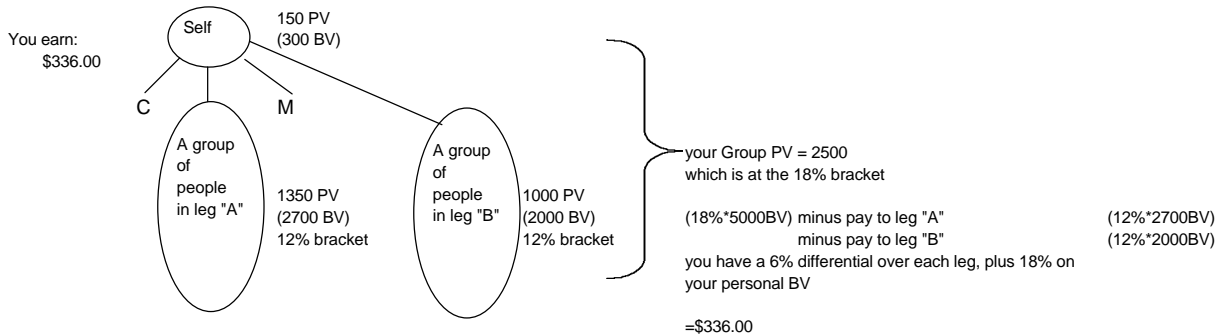 You earn:
$336.00
Self
150 PV
(300 BV)
C
M
A group
of
people
in leg "A"
1350 PV
(2700 BV)
12% bracket
A group
of
people
in leg "B"
1000 PV
(2000 BV)
12% bracket
your Group PV = 2500
which is at the 18% bracket
(18%*5000BV) minus pay to leg "A" (12%*2700BV)
minus pay to leg "B" (12%*2000BV)
you have a 6% differential over each leg, plus 18% on
your personal BV
=$336.00